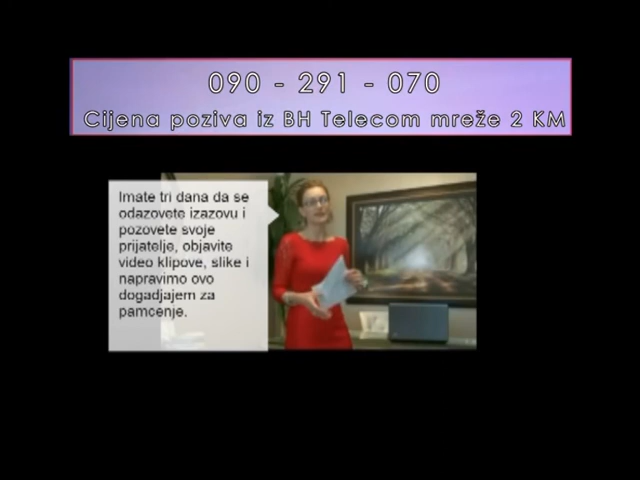 090 - 291 - 070
Cijena poziva iz BH Telecom mreže 2 KM
Imate tri dana da se
odazovete izazovu i
pozovete svoje
prijatelje, objavite
video klipove, slike i
napravimo ovo
dogadjajem za
pamcenje.